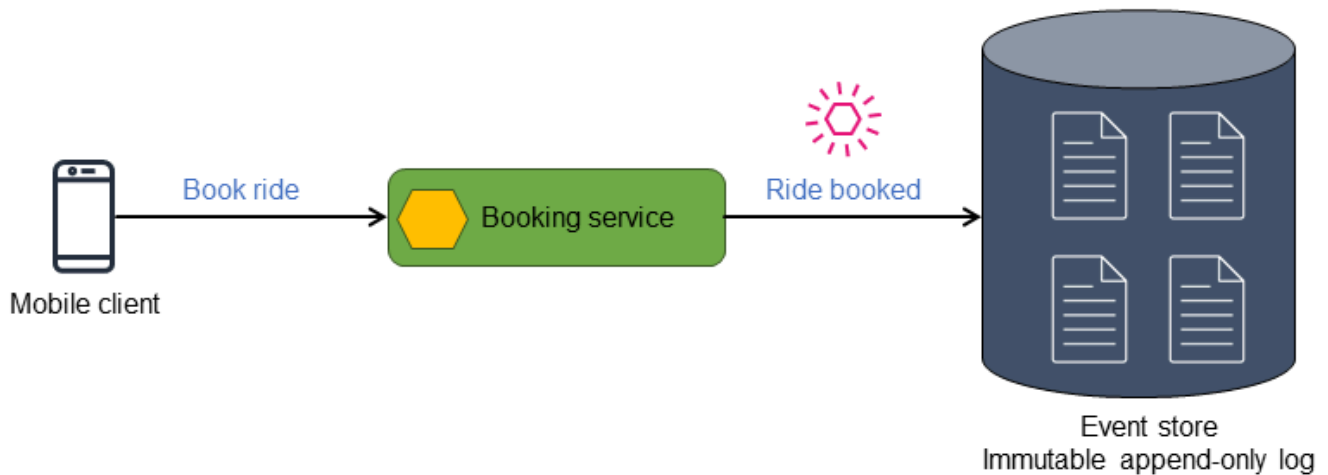 Book ride
Booking service
Ride booked
Mobile client
Event store
Immutable append-only log